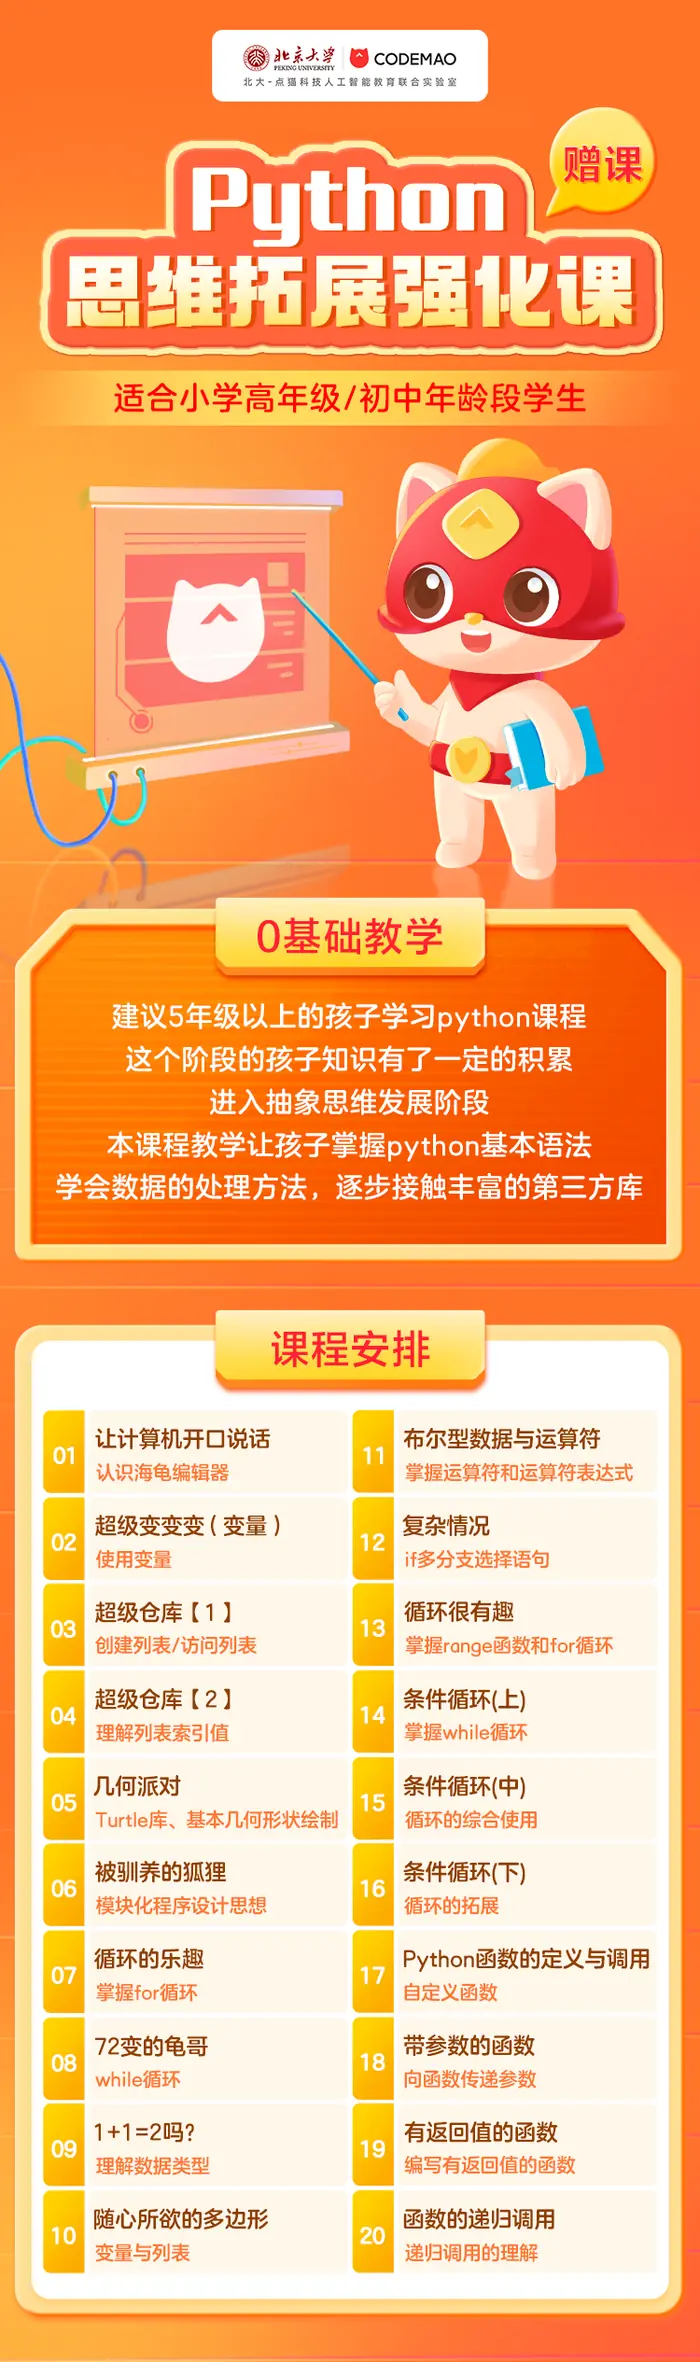 北京大学
PEKING UNIVERSITY
CODEMAO
北大-点猫科技人工智能教育联合实验室
赠课
Python
思维拓展强化课
适合小学高年级/初中年龄段学生
0基础教学
建议5年级以上的孩子学习python课程
这个阶段的孩子知识有了一定的积累
进入抽象思维发展阶段
本课程教学让孩子掌握python基本语法
学会数据的处理方法，逐步接触丰富的第三方库
课程安排
01
让计算机开口说话
认识海龟编辑器
02
超级变变变（变量）
使用变量
03
超级仓库【1】
创建列表/访问列表
04
超级仓库【2】
理解列表索引值
05
几何派对
Turtle库、基本几何形状绘制
06
被驯养的狐狸
模块化程序设计思想
07
循环的乐趣
掌握for循环
08
72变的龟哥
while循环
09
1+1=2吗?
理解数据类型
10
随心所欲的多边形
变量与列表
11
布尔型数据与运算符
掌握运算符和运算符表达式
12
复杂情况
if多分支选择语句
13
循环很有趣
掌握range函数和for循环
14
条件循环(上)
掌握while循环
15
条件循环(中)
循环的综合使用
16
条件循环(下)
循环的拓展
17
Python函数的定义与调用
自定义函数
18
带参数的函数
向函数传递参数
19
有返回值的函数
编写有返回值的函数
20
函数的递归调用
递归调用的理解